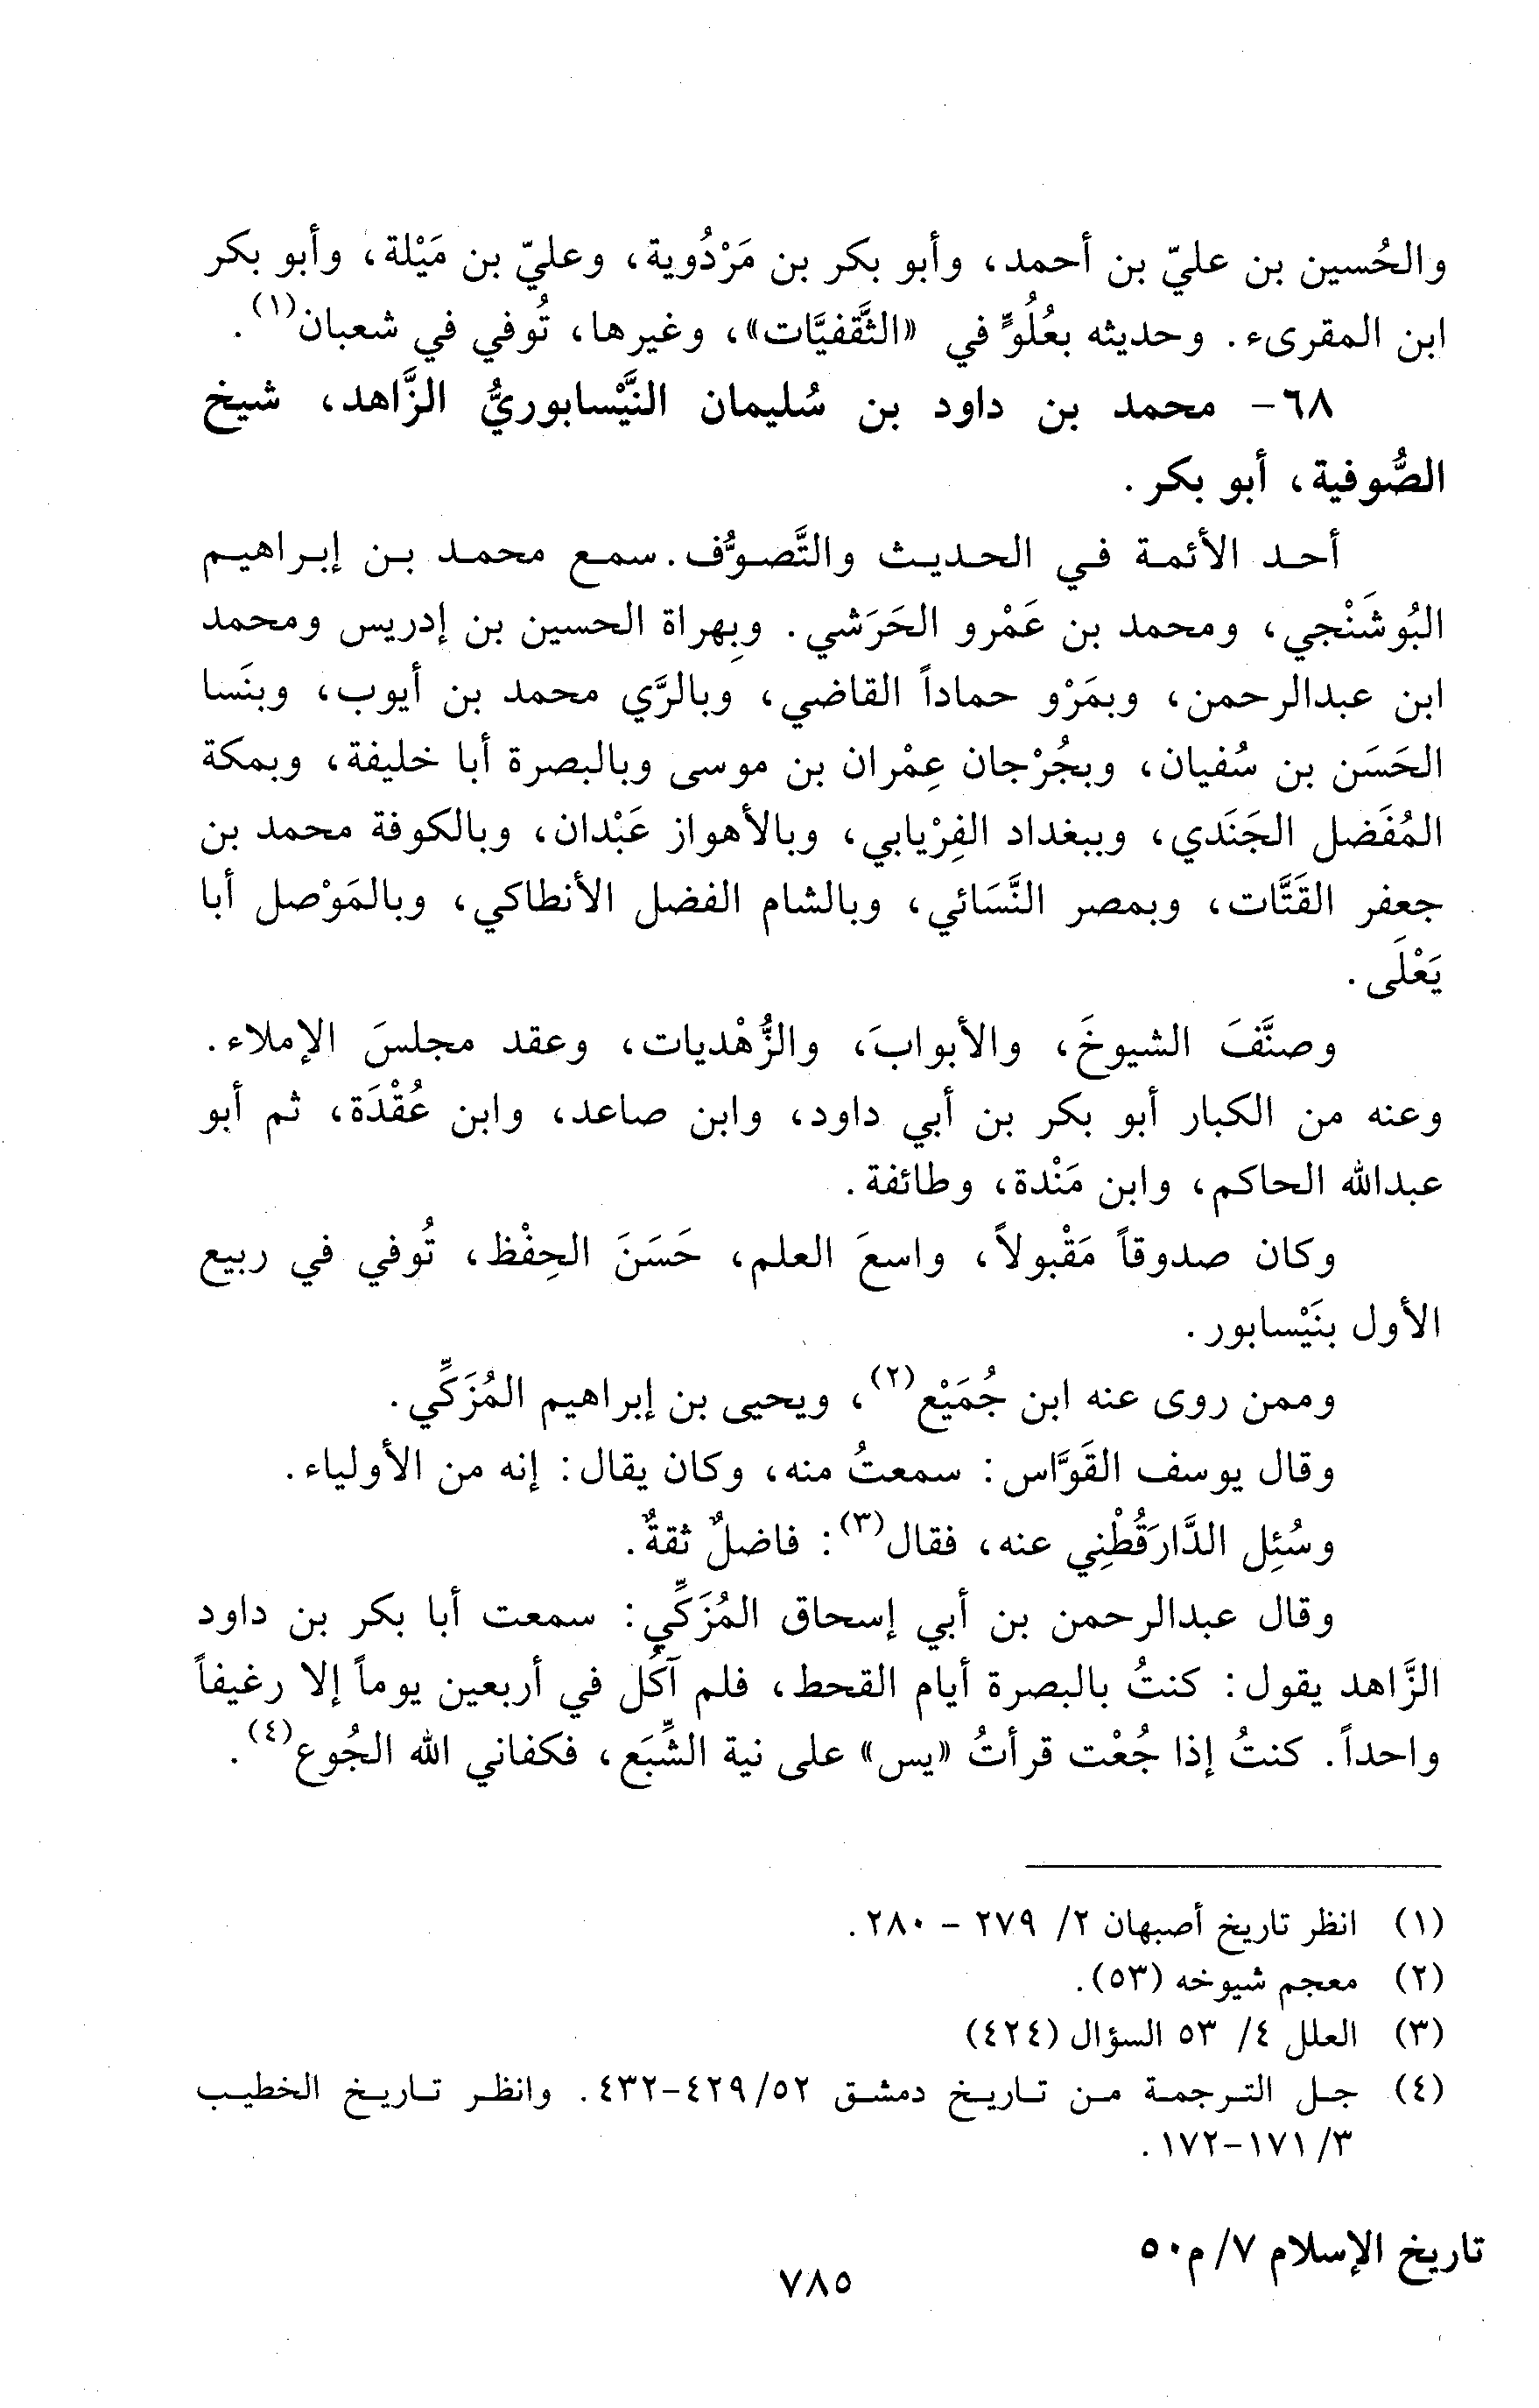 والحُسين بن عليّ بن أحمد، وأبو بكر بن مَرْدُوية، وعليّ بن مَيْلة، وأبو بكر
ابن المقرىء. وحديثه بعُلُوٍّ في «الثَّقفيَّات»، وغيرها، تُوفي في شعبان(١).
٦٨- محمد بن داود بن سُليمان النَّيْسابوريُّ الزَّاهد، شيخ
الصُّوفية، أبو بكر.
أحد الأئمة في الحديث والتَّصوُّف. سمع محمد بن إبراهيم
البُوشَنْجي، ومحمد بن عَمْرو الحَرَشي. وبِهراة الحسين بن إدريس ومحمد
ابن عبدالرحمن، وبمَرْو حماداً القاضي، وبالرَّي محمد بن أيوب، وبنَسا
الحَسَن بن سُفيان، وبجُرْجان عِمْران بن موسى وبالبصرة أبا خليفة، وبمكة
المُفَضل الجَنَدي، وببغداد الفِرْيابي، وبالأهواز عَبْدان، وبالكوفة محمد بن
جعفر القَتَّات، وبمصر النَّسَائي، وبالشام الفضل الأنطاكي، وبالمَوْصل أبا
يَعْلَى.
وصنَّفَ الشيوخَ، والأبوابَ، والزُّهْديات، وعقد مجلسَ الإملاء.
وعنه من الكبار أبو بكر بن أبي داود، وابن صاعد، وابن عُقْدَة، ثم أبو
عبدالله الحاكم، وابن مَنْدة، وطائفة.
وكان صدوقاً مَقْبولاً، واسعَ العلم، حَسَنَ الحِفْظ، تُوفي في ربيع
الأول بنَيْسابور.
وممن روى عنه ابن جُمَيْع(٢)، ويحيى بن إبراهيم المُزَكِّي.
وقال يوسف القَوَّاس: سمعتُ منه، وكان يقال: إنه من الأولياء.
وسُئِل الدَّارَقُطْنِي عنه، فقال(٣): فاضلٌ ثقةٌ.
وقال عبدالرحمن بن أبي إسحاق المُزَكِّي: سمعت أبا بكر بن داود
الزَّاهد يقول: كنتُ بالبصرة أيام القحط، فلم آكُل في أربعين يوماً إلا رغيفاً
واحداً. كنتُ إذا جُعْت قرأتُ «يس» على نية الشِّبَع، فكفاني الله الجُوع(٤).
(١) انظر تاريخ أصبهان ٢/ ٢٧٩ - ٢٨٠.
(٢) معجم شيوخه (٥٣).
(٣) العلل ٤/ ٥٣ السؤال (٤٢٤)
(٤) جل الترجمة من تاريخ دمشق ٥٢/ ٤٢٩-٤٣٢. وانظر تاريخ الخطيب
٣/ ١٧١-١٧٢.
تاريخ الإسلام ٧/ م٥٠
٧٨٥